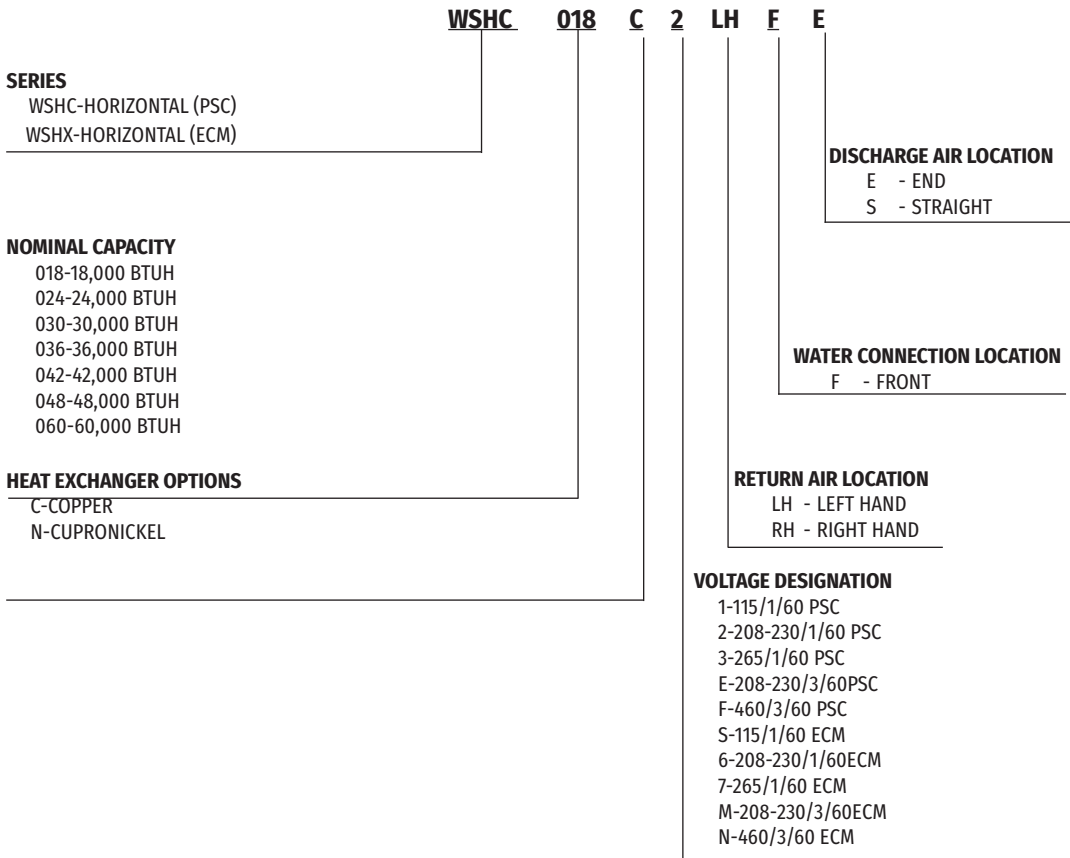 WSHC 018 C 2 LH F E
SERIES
WSHC-HORIZONTAL (PSC)
WSHX-HORIZONTAL (ECM)
DISCHARGE AIR LOCATION
E - END
S - STRAIGHT
NOMINAL CAPACITY
018-18,000 BTUH
024-24,000 BTUH
030-30,000 BTUH
036-36,000 BTUH
042-42,000 BTUH
048-48,000 BTUH
060-60,000 BTUH
WATER CONNECTION LOCATION
F - FRONT
HEAT EXCHANGER OPTIONS
C-COPPER
N-CUPRONICKEL
RETURN AIR LOCATION
LH - LEFT HAND
RH - RIGHT HAND
VOLTAGE DESIGNATION
1-115/1/60 PSC
2-208-230/1/60 PSC
3-265/1/60 PSC
E-208-230/3/60PSC
F-460/3/60 PSC
S-115/1/60 ECM
6-208-230/1/60ECM
7-265/1/60 ECM
M-208-230/3/60ECM
N-460/3/60 ECM